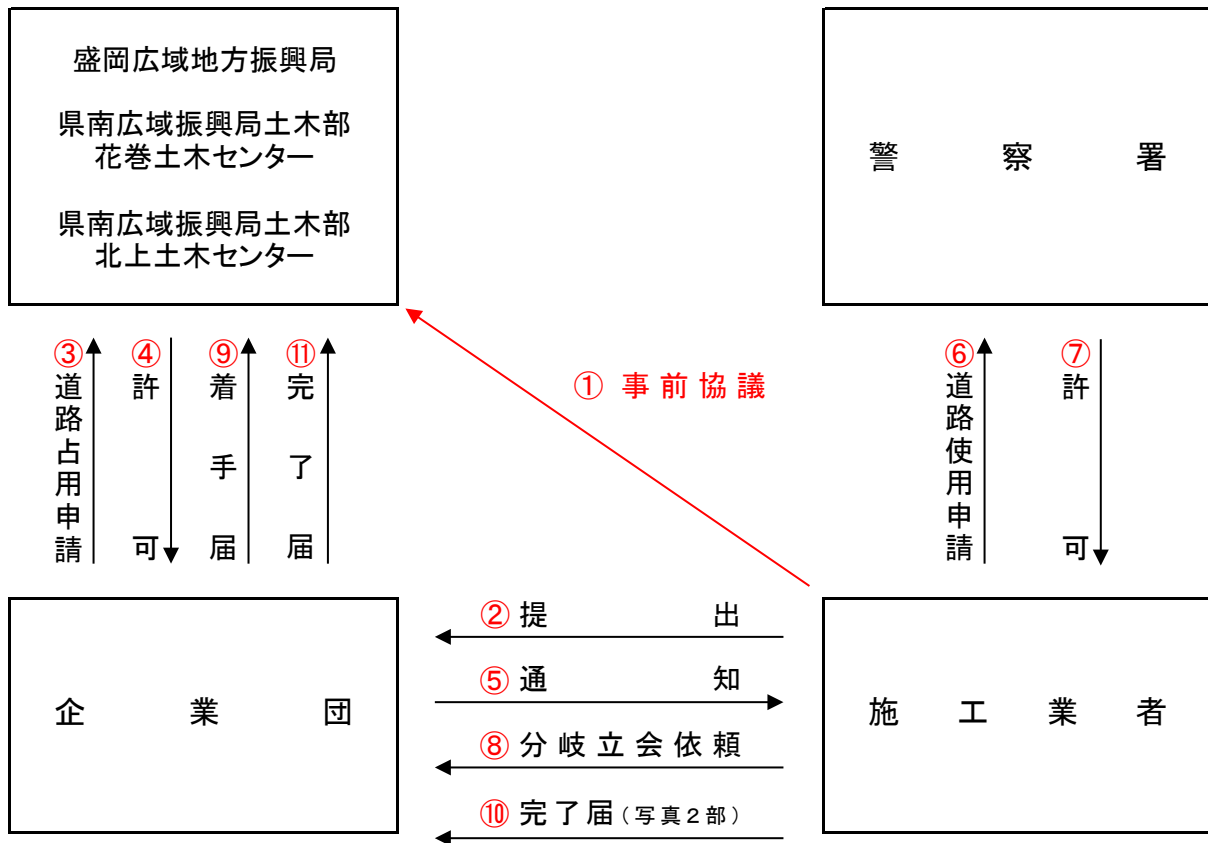 盛岡広域地方振興局
県南広域振興局土木部
花巻土木センター
県南広域振興局土木部
北上土木センター
警察署
③道路占用申請
④許可
⑨着手届
⑪完了届
①事前協議
⑥道路使用申請
⑦許可
企業団
②提出
⑤通知
⑧分岐立会依頼
⑩完了届(写真2部)
施工業者